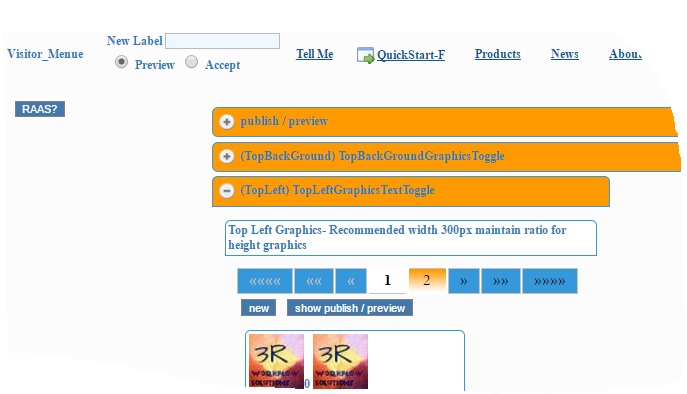 New Label
Visitor_Menue
Preview Accept
Tell Me QuickStart-F Products News About
RAAS?
publish / preview
(TopBackGround) TopBackGroundGraphicsToggle
(TopLeft) TopLeftGraphicsTextToggle
Top Left Graphics- Recommended width 300px maintain ratio for
height graphics
«««« «« « 1 2 » »» »»»»
new show publish / preview
3R 3R
WORKFLOW WORKFLOW
SOLUTIONS 0 SOLUTIONS